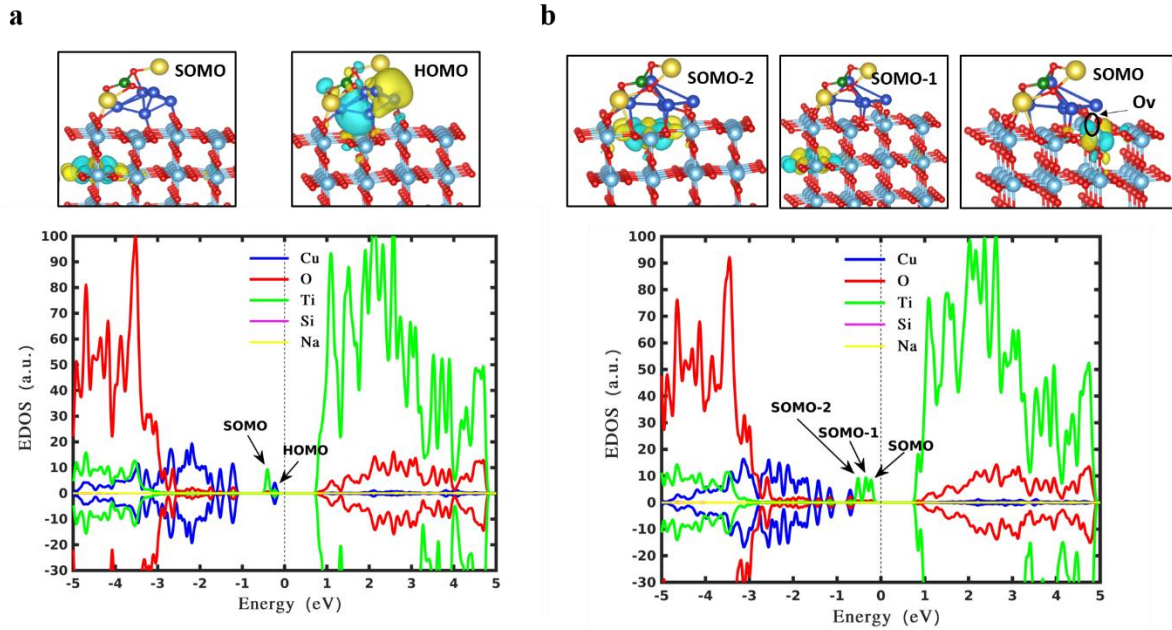 a
SOMO
HOMO
EDOS (a.u.)
100
90
80
70
60
50
40
30
20
10
0
-10
-20
-30
Cu
O
Ti
Si
Na
SOMO
HOMO
-5 -4 -3 -2 -1 0 1 2 3 4 5
Energy (eV)
b
SOMO-2
SOMO-1
SOMO
Ov
EDOS (a.u.)
100
90
80
70
60
50
40
30
20
10
0
-10
-20
-30
Cu
O
Ti
Si
Na
SOMO-2
SOMO-1
SOMO
-5 -4 -3 -2 -1 0 1 2 3 4 5
Energy (eV)